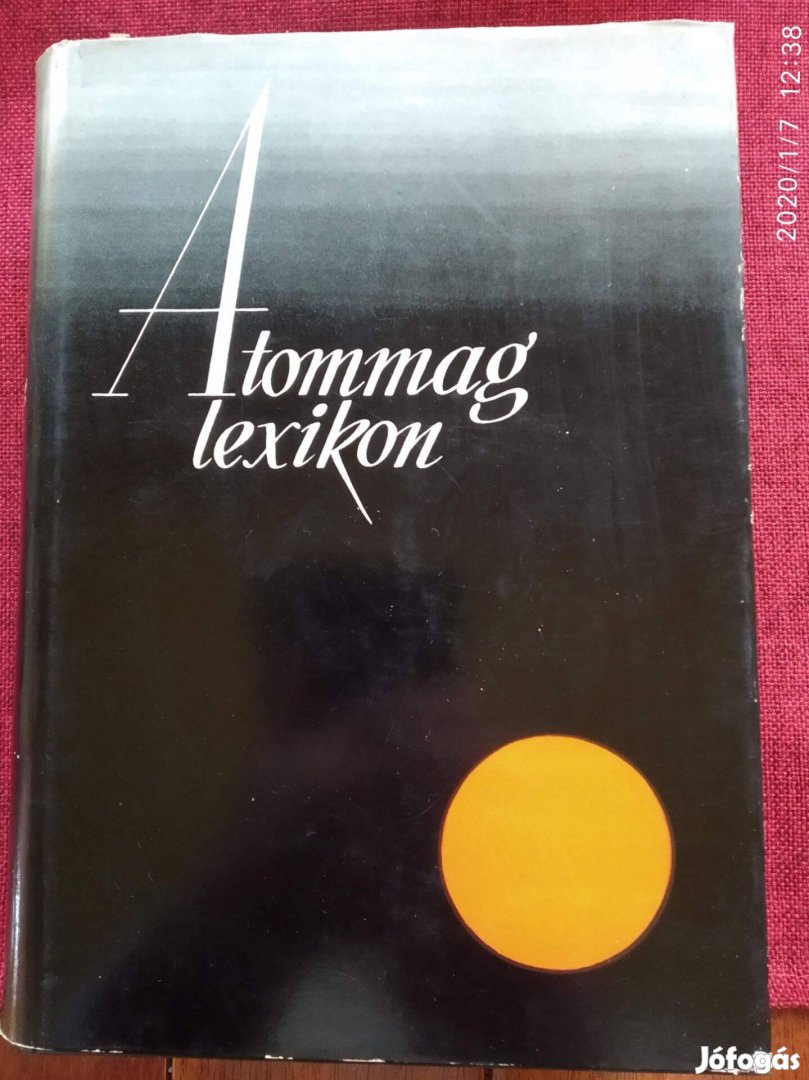 Atommag
lexikon
2020/1/7 12:38
Jófogás